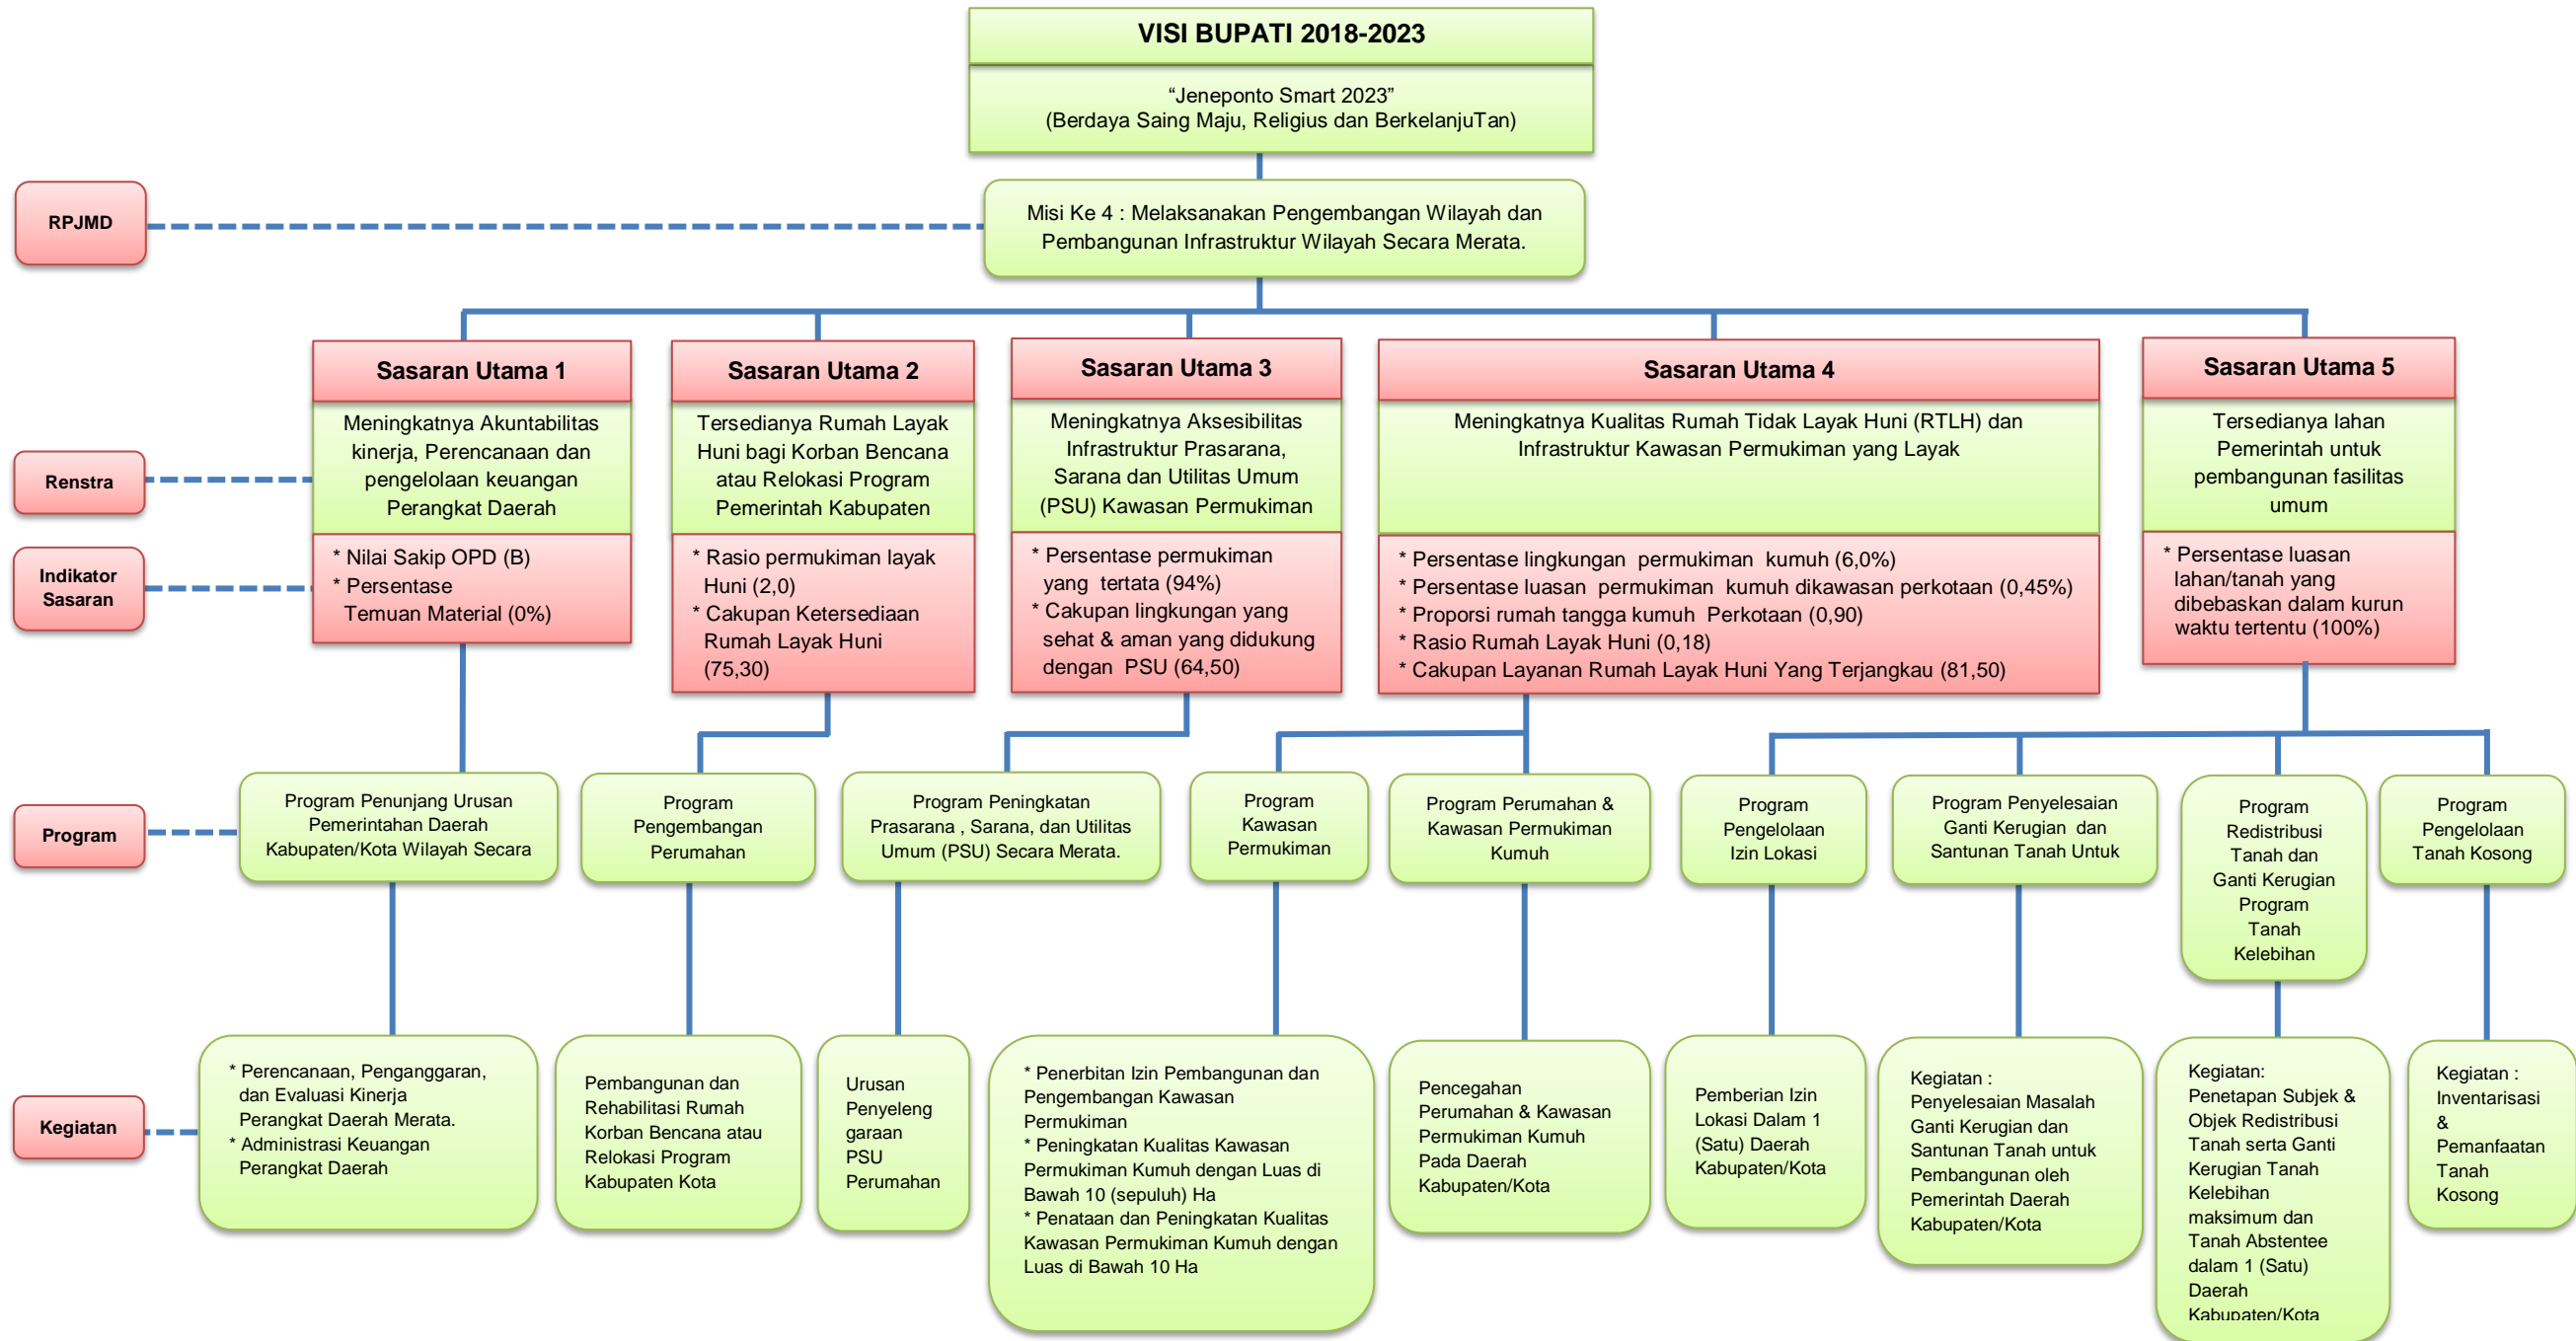 VISI BUPATI 2018-2023
“Jeneponto Smart 2023”
(Berdaya Saing Maju, Religius dan BerkelanjuTan)
RPJMD
Misi Ke 4 : Melaksanakan Pengembangan Wilayah dan
Pembangunan Infrastruktur Wilayah Secara Merata.
Sasaran Utama 1
Sasaran Utama 2
Sasaran Utama 3
Sasaran Utama 4
Sasaran Utama 5
Renstra
Meningkatnya Akuntabilitas
kinerja, Perencanaan dan
pengelolaan keuangan
Perangkat Daerah
Tersedianya Rumah Layak
Huni bagi Korban Bencana
atau Relokasi Program
Pemerintah Kabupaten
Meningkatnya Aksesibilitas
Infrastruktur Prasarana,
Sarana dan Utilitas Umum
(PSU) Kawasan Permukiman
Meningkatnya Kualitas Rumah Tidak Layak Huni (RTLH) dan
Infrastruktur Kawasan Permukiman yang Layak
Tersedianya lahan
Pemerintah untuk
pembangunan fasilitas
umum
Indikator
Sasaran
* Nilai Sakip OPD (B)
* Persentase
Temuan Material (0%)
* Rasio permukiman layak
Huni (2,0)
* Cakupan Ketersediaan
Rumah Layak Huni
(75,30)
* Persentase permukiman
yang tertata (94%)
* Cakupan lingkungan yang
sehat & aman yang didukung
dengan PSU (64,50)
* Persentase lingkungan permukiman kumuh (6,0%)
* Persentase luasan permukiman kumuh dikawasan perkotaan (0,45%)
* Proporsi rumah tangga kumuh Perkotaan (0,90)
* Rasio Rumah Layak Huni (0,18)
* Cakupan Layanan Rumah Layak Huni Yang Terjangkau (81,50)
* Persentase luasan
lahan/tanah yang
dibebaskan dalam kurun
waktu tertentu (100%)
Program
Program Penunjang Urusan
Pemerintahan Daerah
Kabupaten/Kota Wilayah Secara
Program
Pengembangan
Perumahan
Program Peningkatan
Prasarana , Sarana, dan Utilitas
Umum (PSU) Secara Merata.
Program
Kawasan
Permukiman
Program Perumahan &
Kawasan Permukiman
Kumuh
Program
Pengelolaan
Izin Lokasi
Program Penyelesaian
Ganti Kerugian dan
Santunan Tanah Untuk
Program
Redistribusi
Tanah dan
Ganti Kerugian
Program
Tanah
Kelebihan
Program
Pengelolaan
Tanah Kosong
Kegiatan
* Perencanaan, Penganggaran,
dan Evaluasi Kinerja
Perangkat Daerah Merata.
* Administrasi Keuangan
Perangkat Daerah
Pembangunan dan
Rehabilitasi Rumah
Korban Bencana atau
Relokasi Program
Kabupaten Kota
Urusan
Penyeleng
garaan
PSU
Perumahan
* Penerbitan Izin Pembangunan dan
Pengembangan Kawasan
Permukiman
* Peningkatan Kualitas Kawasan
Permukiman Kumuh dengan Luas di
Bawah 10 (sepuluh) Ha
* Penataan dan Peningkatan Kualitas
Kawasan Permukiman Kumuh dengan
Luas di Bawah 10 Ha
Pencegahan
Perumahan & Kawasan
Permukiman Kumuh
Pada Daerah
Kabupaten/Kota
Pemberian Izin
Lokasi Dalam 1
(Satu) Daerah
Kabupaten/Kota
Kegiatan :
Penyelesaian Masalah
Ganti Kerugian dan
Santunan Tanah untuk
Pembangunan oleh
Pemerintah Daerah
Kabupaten/Kota
Kegiatan:
Penetapan Subjek &
Objek Redistribusi
Tanah serta Ganti
Kerugian Tanah
Kelebihan
maksimum dan
Tanah Abstentee
dalam 1 (Satu)
Daerah
Kabupaten/Kota
Kegiatan :
Inventarisasi
&
Pemanfaatan
Tanah
Kosong